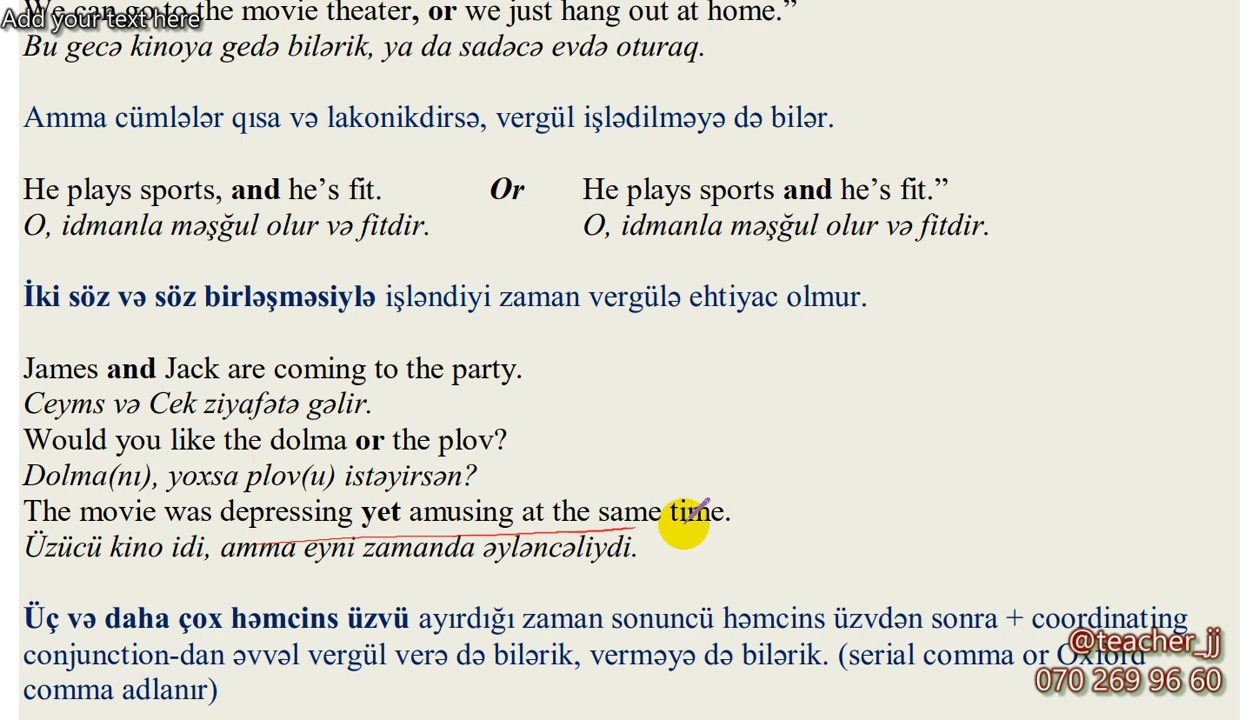 We can go to the movie theater, or we just hang out at home.”
Add your text here
Bu gecə kinoya gedə bilərik, ya da sadəcə evdə oturaq.
Amma cümlələr qısa və lakonikdirsə, vergül işlədilməyə də bilər.
He plays sports, and he’s fit. Or He plays sports and he’s fit.”
O, idmanla məşğul olur və fitdir. O, idmanla məşğul olur və fitdir.
İki söz və söz birləşməsiylə işləndiyi zaman vergülə ehtiyac olmur.
James and Jack are coming to the party.
Ceyms və Cek ziyafətə gəlir.
Would you like the dolma or the plov?
Dolma(nı), yoxsa plov(u) istəyirsən?
The movie was depressing yet amusing at the same time.
Üzücü kino idi, amma eyni zamanda əyləncəliydi.
Üç və daha çox həmcins üzvü ayırdığı zaman sonuncü həmcins üzvdən sonra + coordinating
conjunction-dan əvvəl vergül verə də bilərik, verməyə də bilərik. (serial comma or Oxford
comma adlanır)
@teacher_jj
070 269 96 60